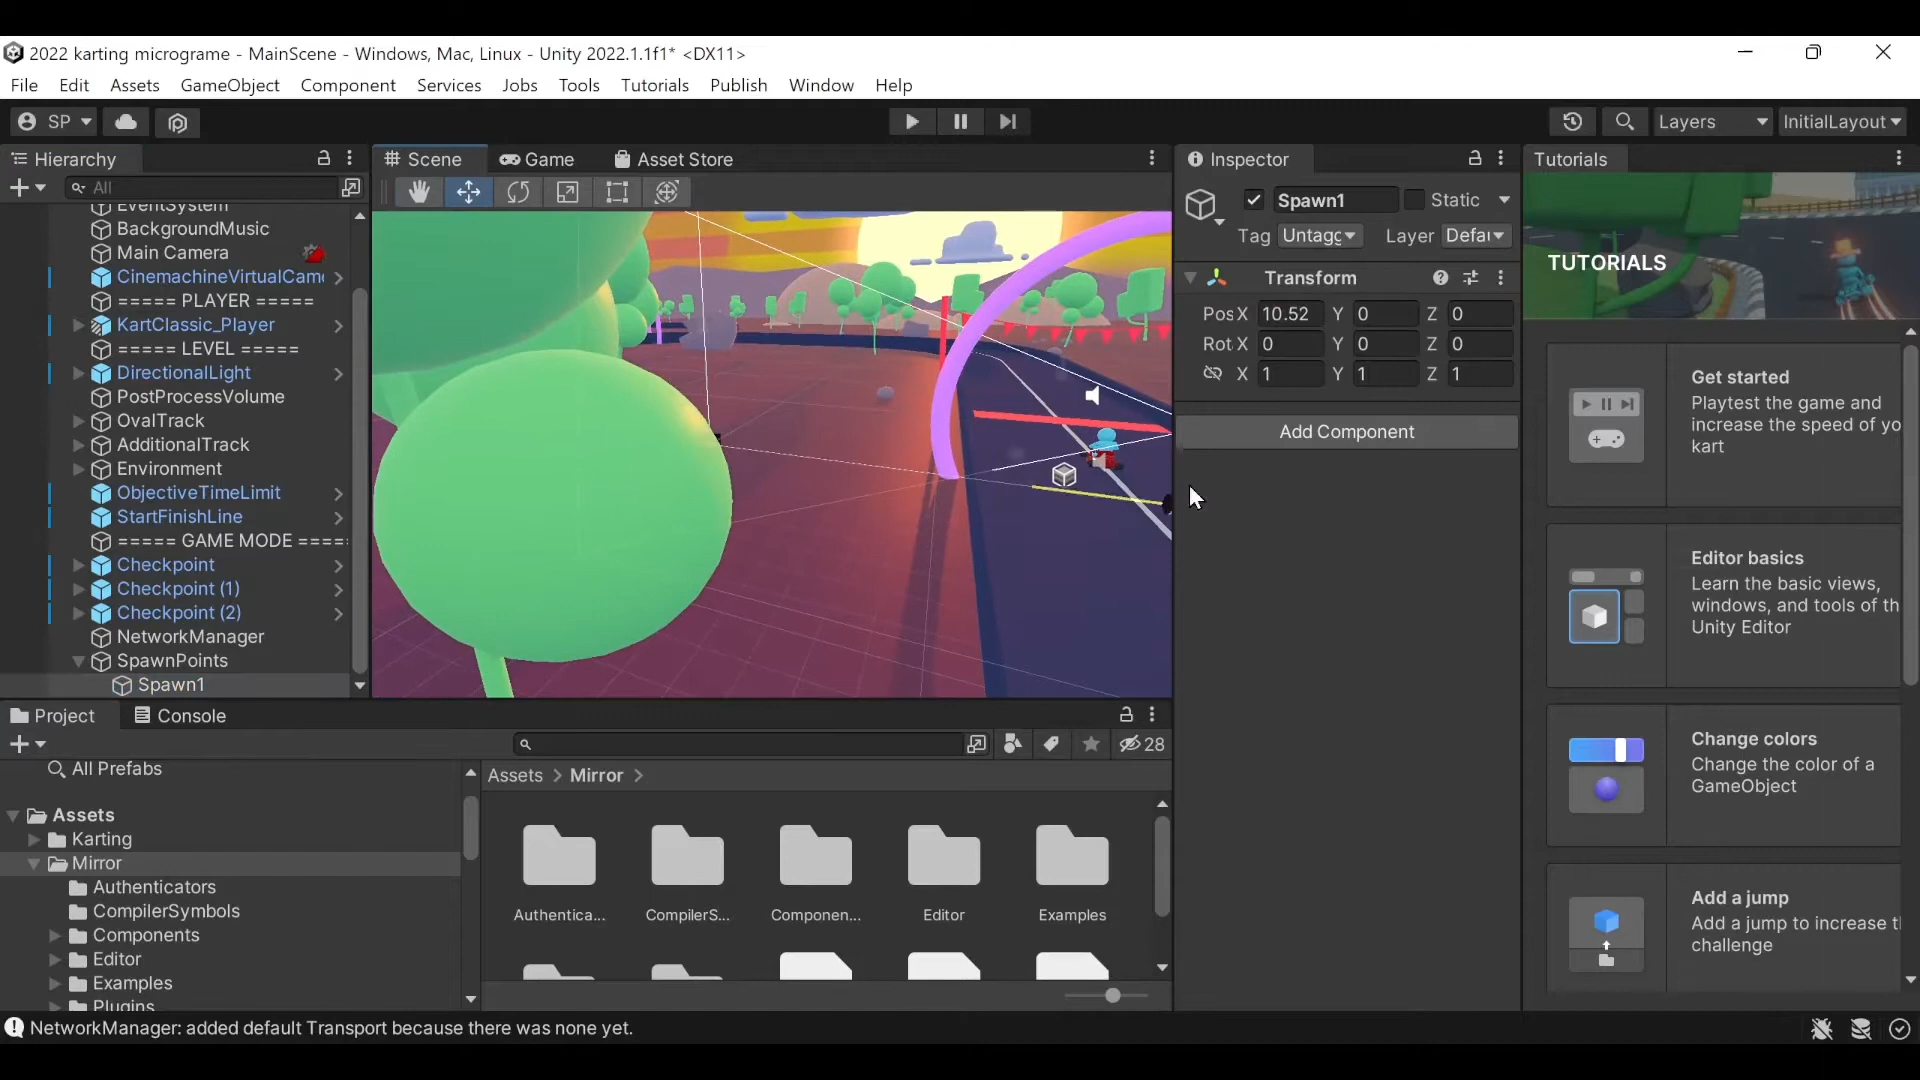 2022 karting micrograme - MainScene - Windows, Mac, Linux - Unity 2022.1.1f1* <DX11>
File Edit Assets GameObject Component Services Jobs Tools Tutorials Publish Window Help
SP Layers InitialLayout
Hierarchy Scene Game Asset Store Inspector Tutorials
All
EventSystem
BackgroundMusic
Main Camera
CinemachineVirtualCam
===== PLAYER =====
KartClassic_Player
===== LEVEL =====
DirectionalLight
PostProcessVolume
OvalTrack
AdditionalTrack
Environment
ObjectiveTimeLimit
StartFinishLine
===== GAME MODE ====
Checkpoint
Checkpoint (1)
Checkpoint (2)
NetworkManager
SpawnPoints
Spawn1
Spawn1 Static
Tag Untagg Layer Defau
Transform
Pos X 10.52 Y 0 Z 0
Rot X 0 Y 0 Z 0
X 1 Y 1 Z 1
Add Component
TUTORIALS
Get started
Playtest the game and
increase the speed of yo
kart
Editor basics
Learn the basic views,
windows, and tools of th
Unity Editor
Change colors
Change the color of a
GameObject
Add a jump
Add a jump to increase t
challenge
Project Console
28
All Prefabs
Assets
Karting
Mirror
Authenticators
CompilerSymbols
Components
Editor
Examples
Plugins
Assets > Mirror >
Authentica... CompilerS... Componen... Editor Examples
NetworkManager: added default Transport because there was none yet.